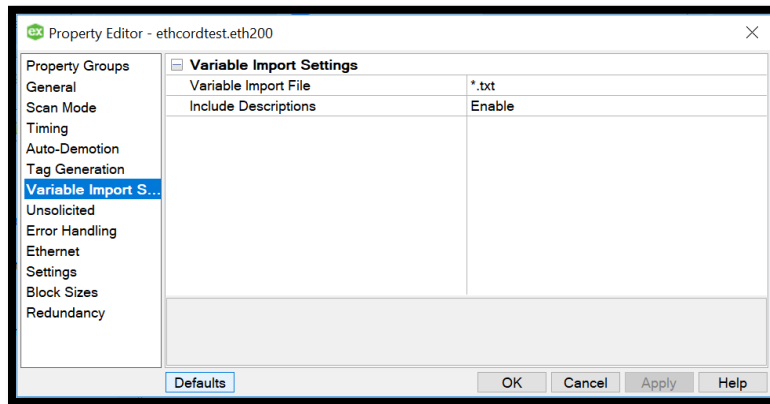 ex Property Editor - ethcordtest.eth200
Property Groups
General
Scan Mode
Timing
Auto-Demotion
Tag Generation
Variable Import S...
Unsolicited
Error Handling
Ethernet
Settings
Block Sizes
Redundancy
Variable Import Settings
Variable Import File *.txt
Include Descriptions Enable
Defaults OK Cancel Apply Help